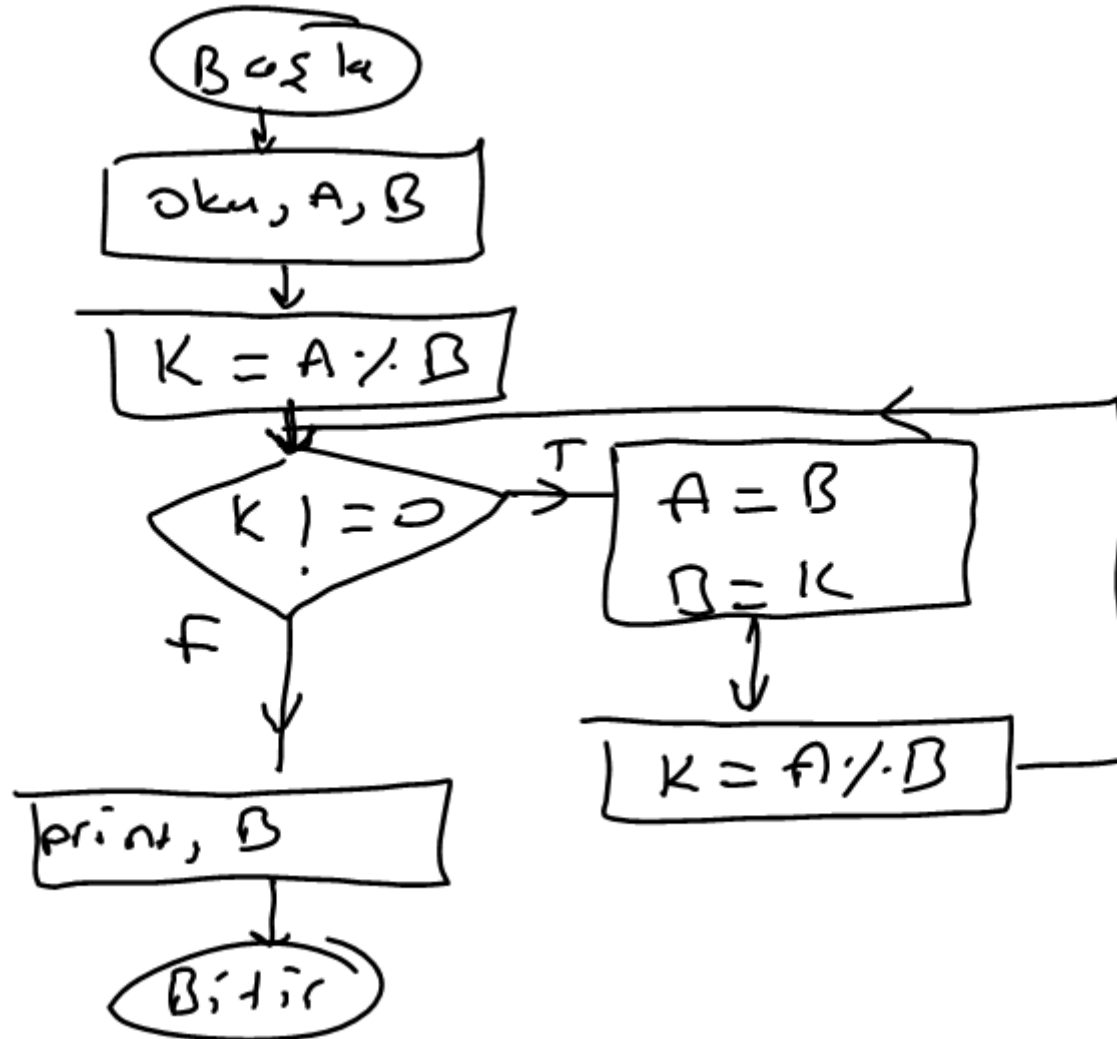 Başla
oku, A, B
K = A % B
K != 0
T
A = B
B = K
K = A % B
F
print, B
Bitir